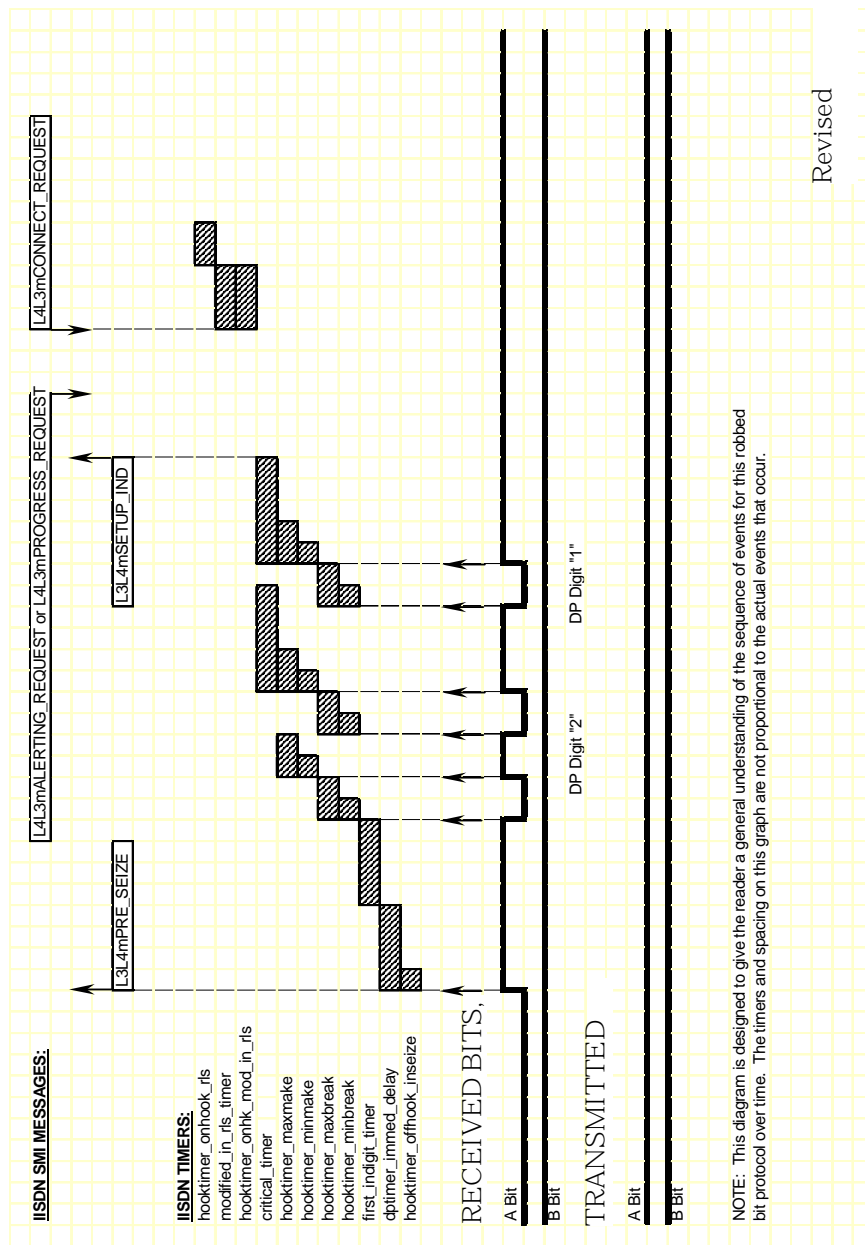 IISDN SMI MESSAGES:
L4L3mALERTING_REQUEST or L4L3mPROGRESS_REQUEST
L4L3mCONNECT_REQUEST
L3L4mPRE_SEIZE
L3L4mSETUP_IND
IISDN TIMERS:
hooktimer_onhook_rls
modified_in_rls_timer
hooktimer_onhk_mod_in_rls
critical_timer
hooktimer_maxmake
hooktimer_minmake
hooktimer_maxbreak
hooktimer_minbreak
first_indigit_timer
dptimer_immed_delay
hooktimer_offhook_inseize
RECEIVED BITS,
A Bit
B Bit
DP Digit "2"
DP Digit "1"
TRANSMITTED
A Bit
B Bit
NOTE: This diagram is designed to give the reader a general understanding of the sequence of events for this robbed
bit protocol over time. The timers and spacing on this graph are not proportional to the actual events that occur.
Revised